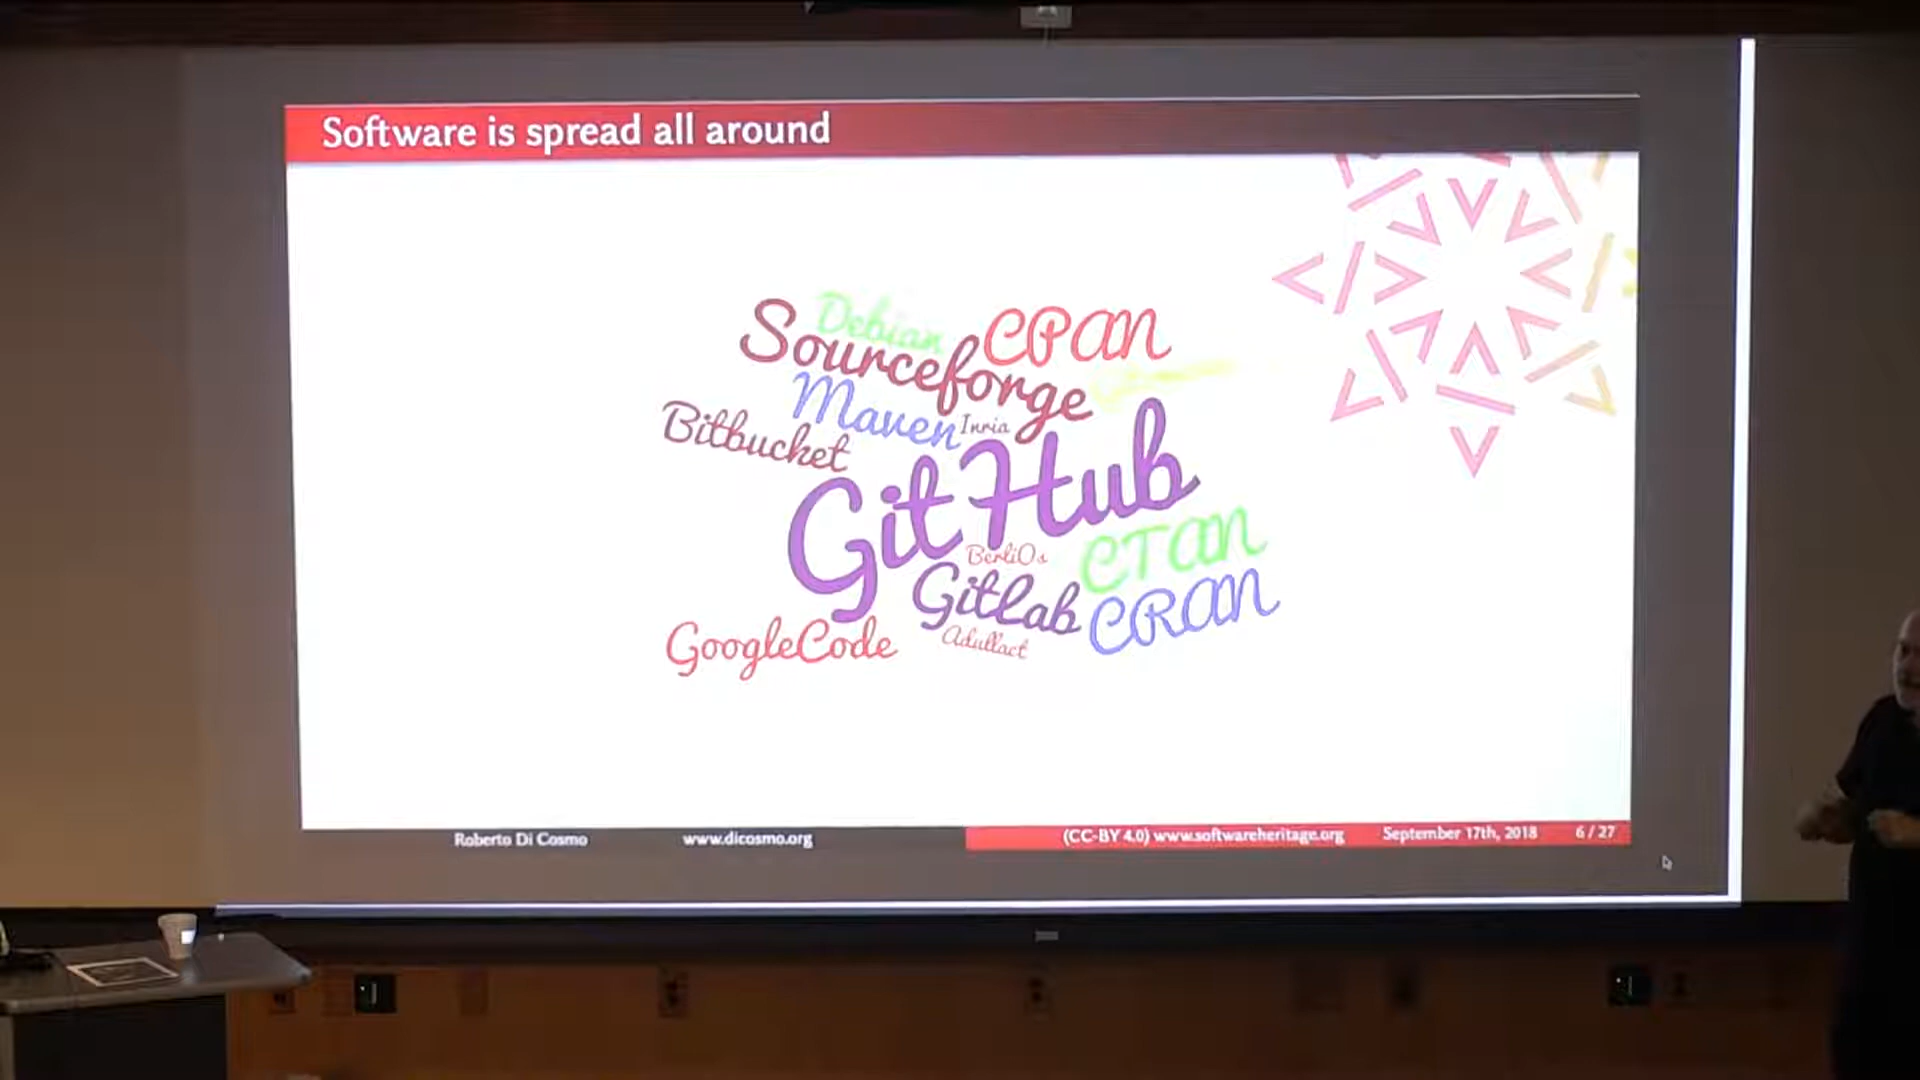 Software is spread all around
Debian
CPAN
Sourceforge
Maven
Inria
Bitbucket
GitHub
BerliOs
CTAN
GitLab
CRAN
GoogleCode
Adullact
Roberto Di Cosmo www.dicosmo.org (CC-BY 4.0) www.softwareheritage.org September 17th, 2018 6 / 27